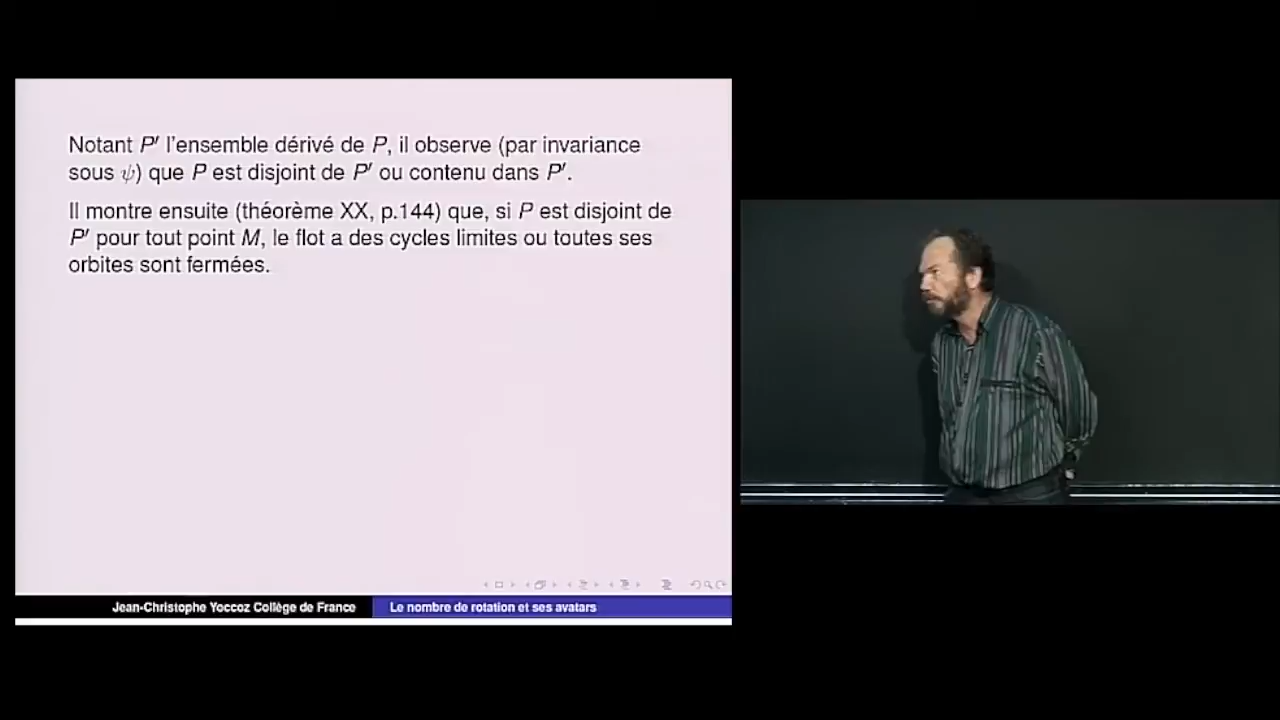 Notant P′ l'ensemble dérivé de P, il observe (par invariance
sous ψ) que P est disjoint de P′ ou contenu dans P′.
Il montre ensuite (théorème XX, p.144) que, si P est disjoint de
P′ pour tout point M, le flot a des cycles limites ou toutes ses
orbites sont fermées.
Jean-Christophe Yoccoz Collège de France
Le nombre de rotation et ses avatars